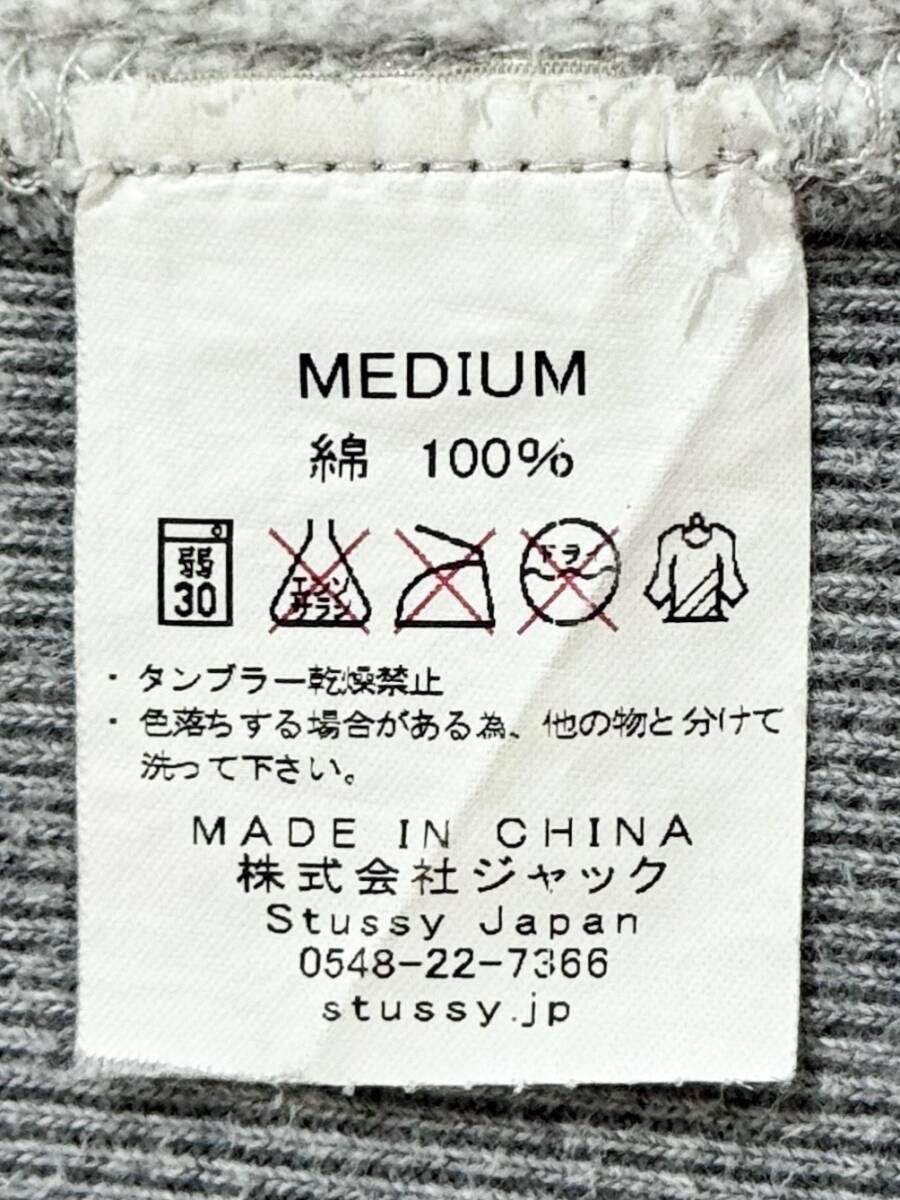 MEDIUM
綿 100%
弱
30
エンソ
サラシ
ドライ
・タンブラー乾燥禁止
・色落ちする場合がある為、他の物と分けて
洗って下さい。
MADE IN CHINA
株式会社ジャック
Stussy Japan
0548-22-7366
stussy.jp